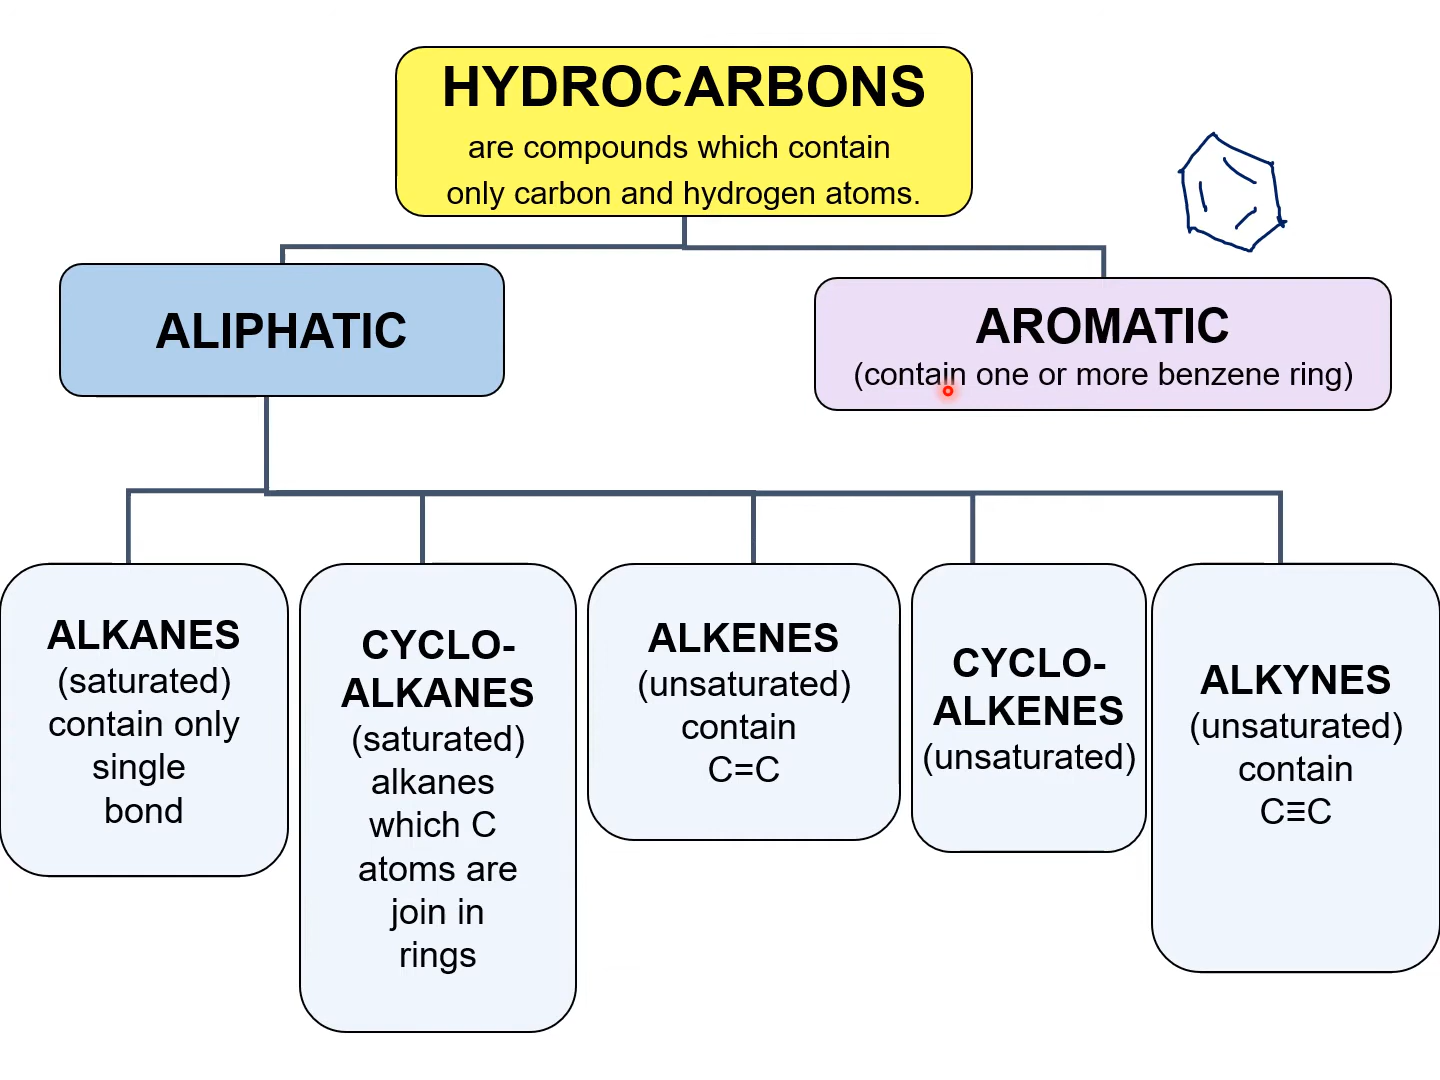 HYDROCARBONS
are compounds which contain
only carbon and hydrogen atoms.
ALIPHATIC
AROMATIC
(contain one or more benzene ring)
ALKANES
(saturated)
contain only
single
bond
CYCLO-
ALKANES
(saturated)
alkanes
which C
atoms are
join in
rings
ALKENES
(unsaturated)
contain
C=C
CYCLO-
ALKENES
(unsaturated)
ALKYNES
(unsaturated)
contain
C≡C